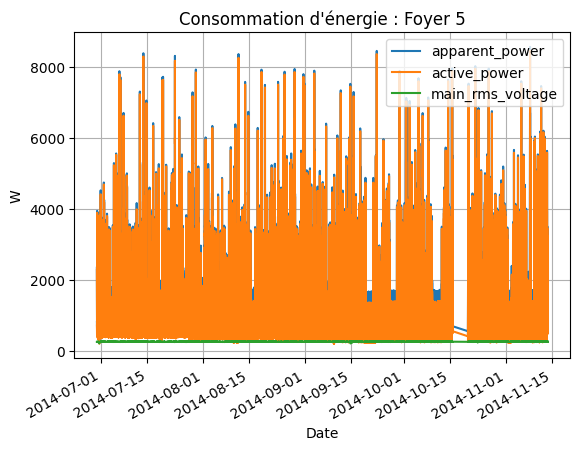 Consommation d'énergie : Foyer 5
apparent_power
active_power
main_rms_voltage
8000
6000
4000
2000
0
W
2014-07-01
2014-07-15
2014-08-01
2014-08-15
2014-09-01
2014-09-15
2014-10-01
2014-10-15
2014-11-01
2014-11-15
Date